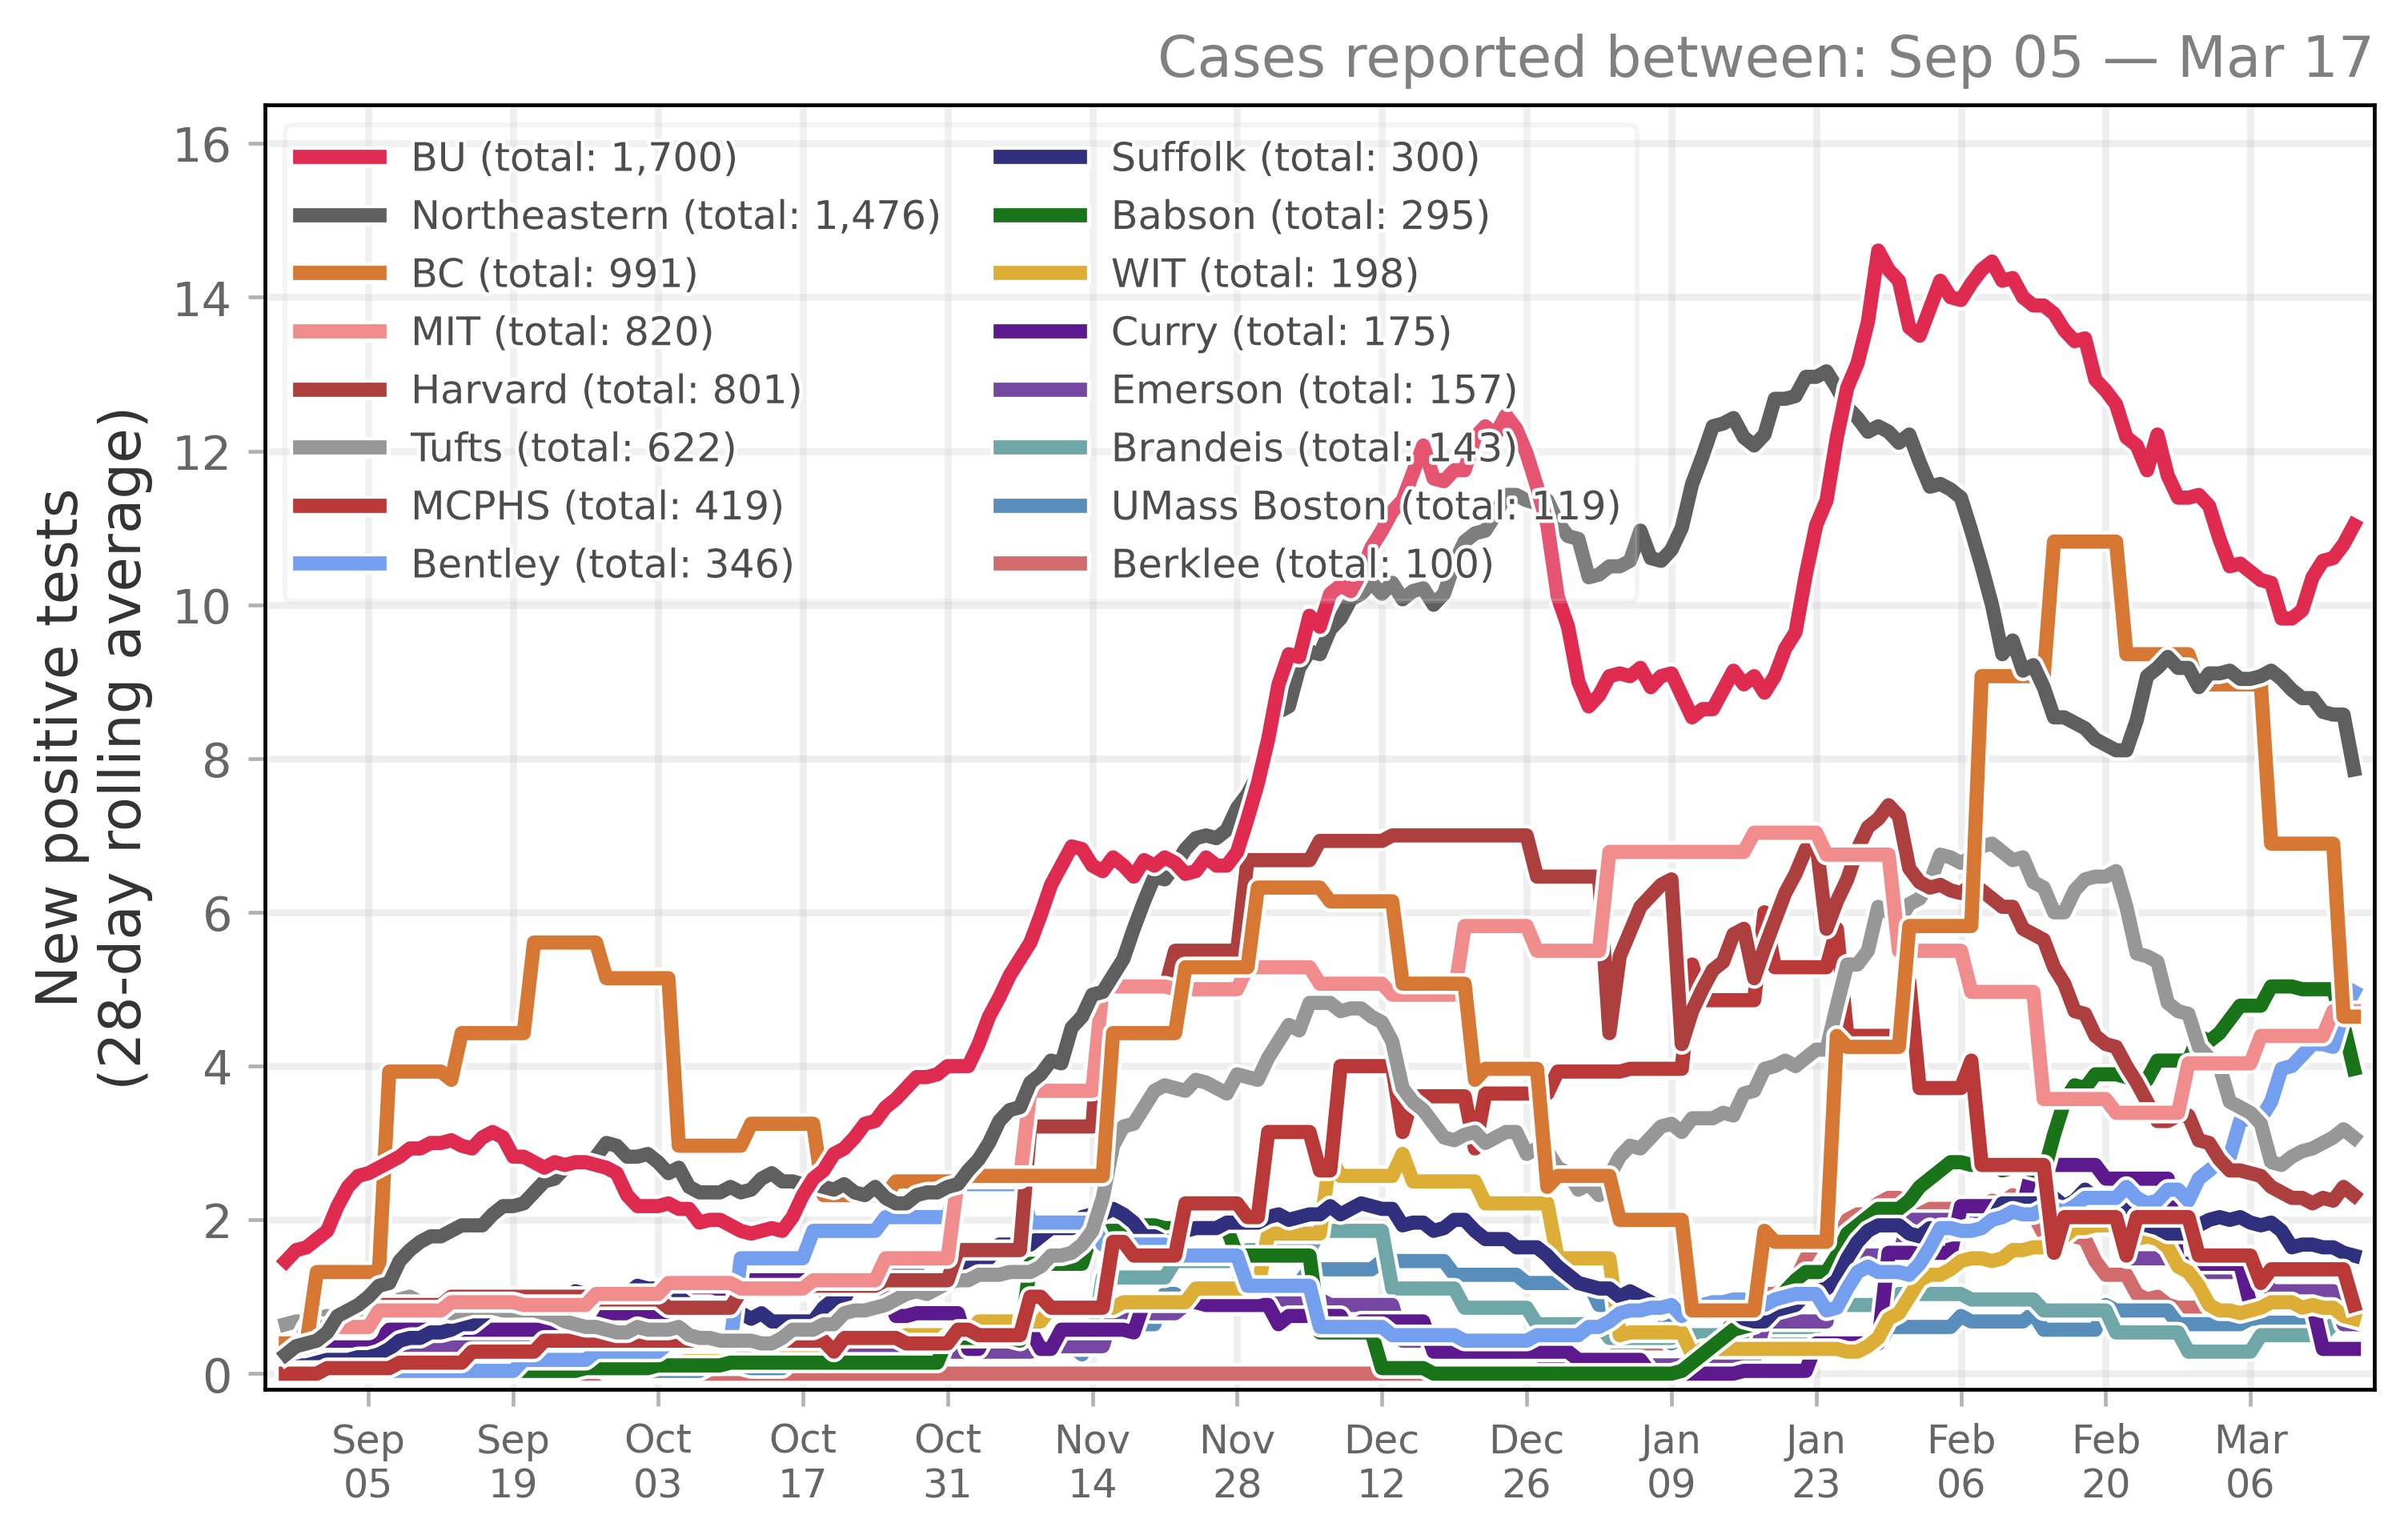 Cases reported between: Sep 05 — Mar 17
New positive tests
(28-day rolling average)
16
14
12
10
8
6
4
2
0
BU (total: 1,700)
Northeastern (total: 1,476)
BC (total: 991)
MIT (total: 820)
Harvard (total: 801)
Tufts (total: 622)
MCPHS (total: 419)
Bentley (total: 346)
Suffolk (total: 300)
Babson (total: 295)
WIT (total: 198)
Curry (total: 175)
Emerson (total: 157)
Brandeis (total: 143)
UMass Boston (total: 119)
Berklee (total: 100)
Sep
05
Sep
19
Oct
03
Oct
17
Oct
31
Nov
14
Nov
28
Dec
12
Dec
26
Jan
09
Jan
23
Feb
06
Feb
20
Mar
06